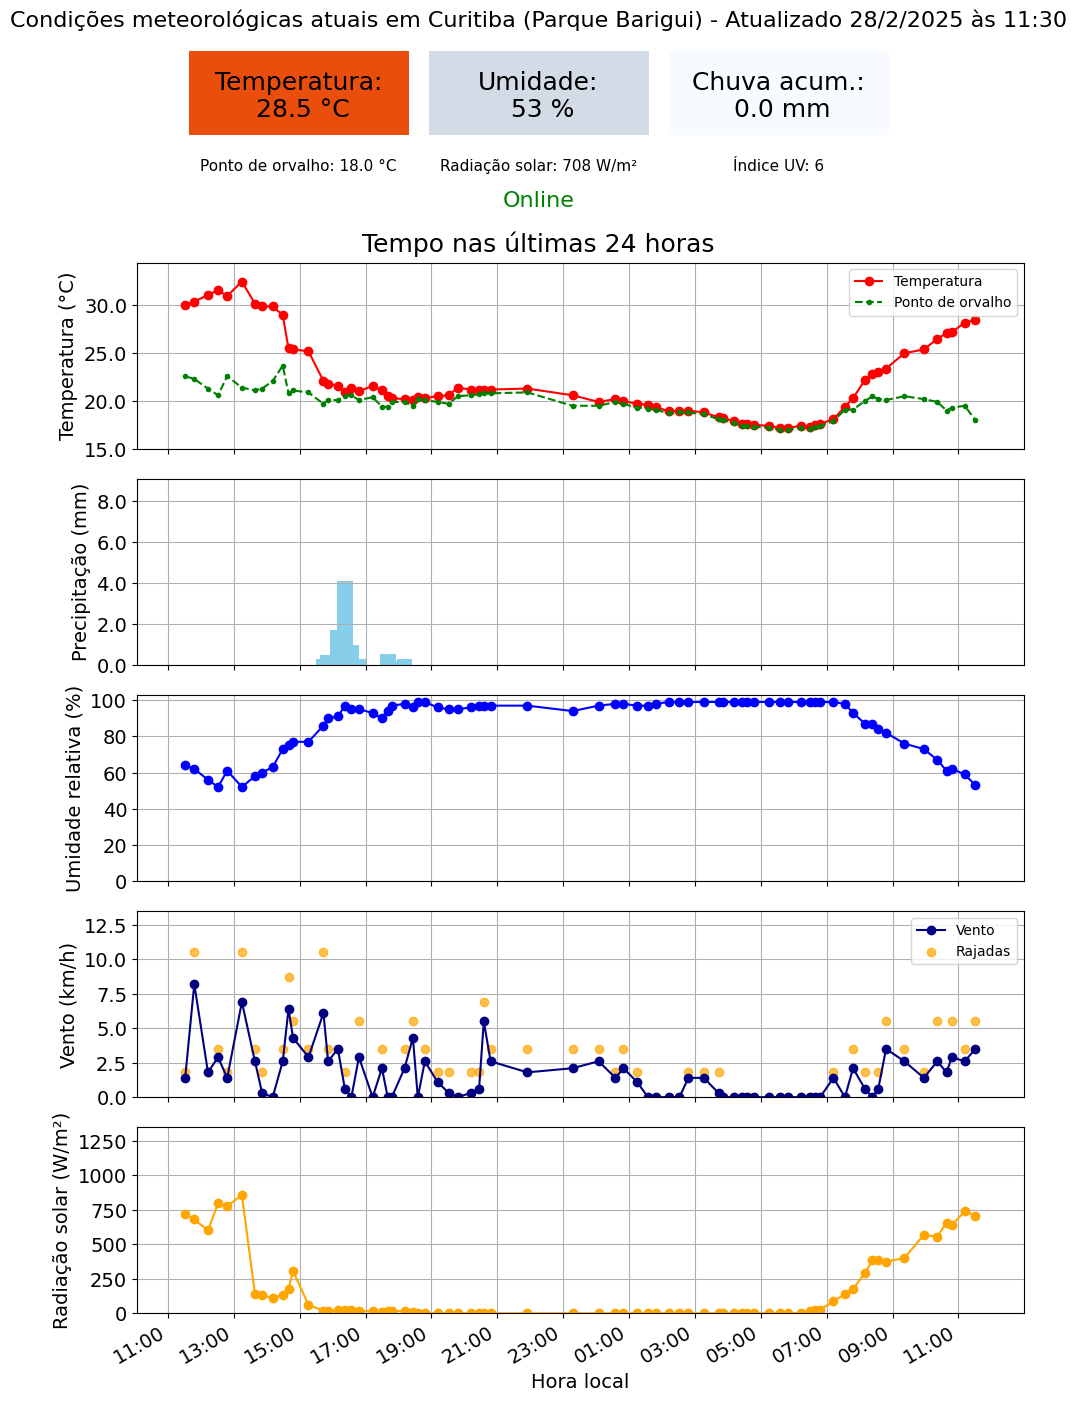 Condições meteorológicas atuais em Curitiba (Parque Barigui) - Atualizado 28/2/2025 às 11:30
Temperatura:
28.5 °C
Umidade:
53 %
Chuva acum.:
0.0 mm
Ponto de orvalho: 18.0 °C
Radiação solar: 708 W/m²
Índice UV: 6
Online
Tempo nas últimas 24 horas
Temperatura (°C)
30.0
25.0
20.0
15.0
Temperatura
Ponto de orvalho
Precipitação (mm)
8.0
6.0
4.0
2.0
0.0
Umidade relativa (%)
100
80
60
40
20
0
Vento (km/h)
12.5
10.0
7.5
5.0
2.5
0.0
Vento
Rajadas
Radiação solar (W/m²)
1250
1000
750
500
250
0
11:00
13:00
15:00
17:00
19:00
21:00
23:00
01:00
03:00
05:00
07:00
09:00
11:00
Hora local